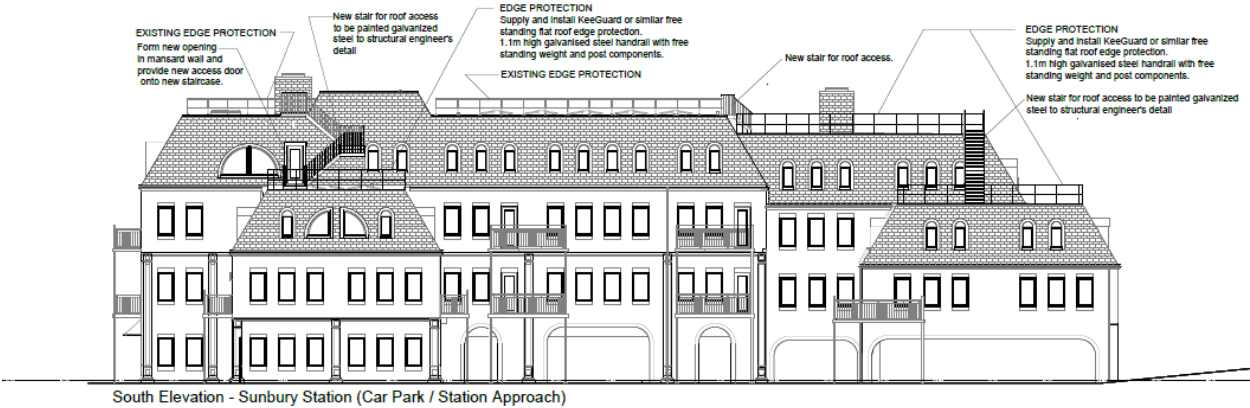 EXISTING EDGE PROTECTION
Form new opening
in mansard wall and
provide new access door
onto new staircase.
New stair for roof access
to be painted galvanized
steel to structural engineer's
detail
EDGE PROTECTION
Supply and install KeeGuard or similar free
standing flat roof edge protection.
1.1m high galvanised steel handrail with free
standing weight and post components.
EXISTING EDGE PROTECTION
New stair for roof access.
EDGE PROTECTION
Supply and install KeeGuard or similar free
standing flat roof edge protection.
1.1m high galvanised steel handrail with free
standing weight and post components.
New stair for roof access to be painted galvanized
steel to structural engineer's detail
South Elevation - Sunbury Station (Car Park / Station Approach)